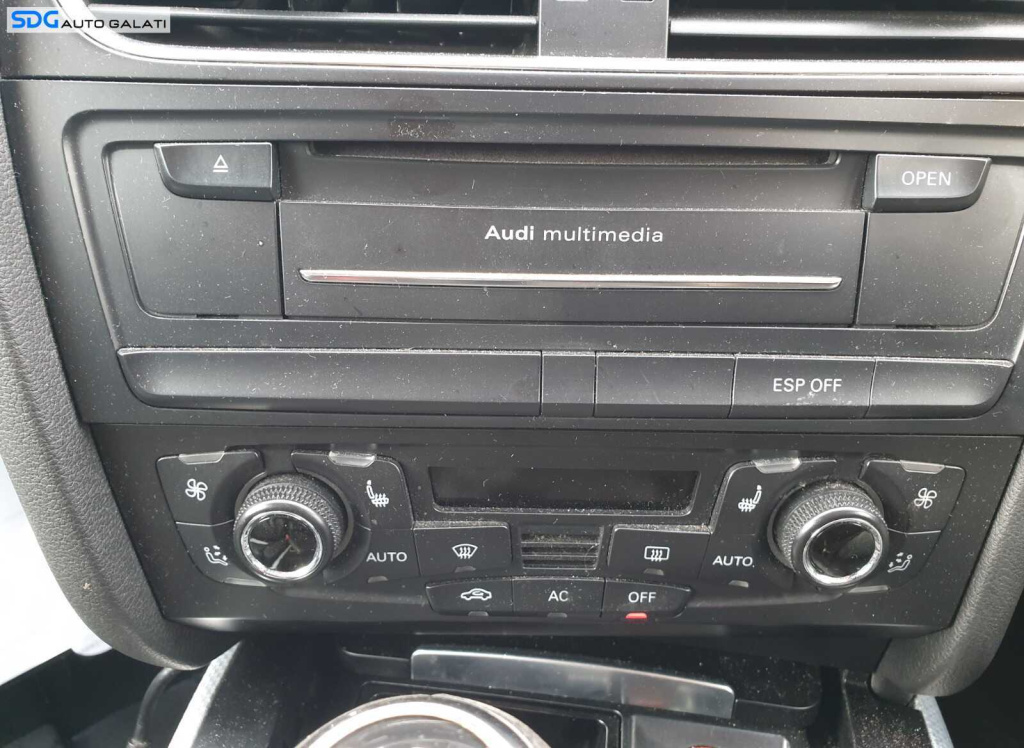 SDG AUTO GALATI
OPEN
Audi multimedia
ESP OFF
AUTO
AUTO
AC
OFF